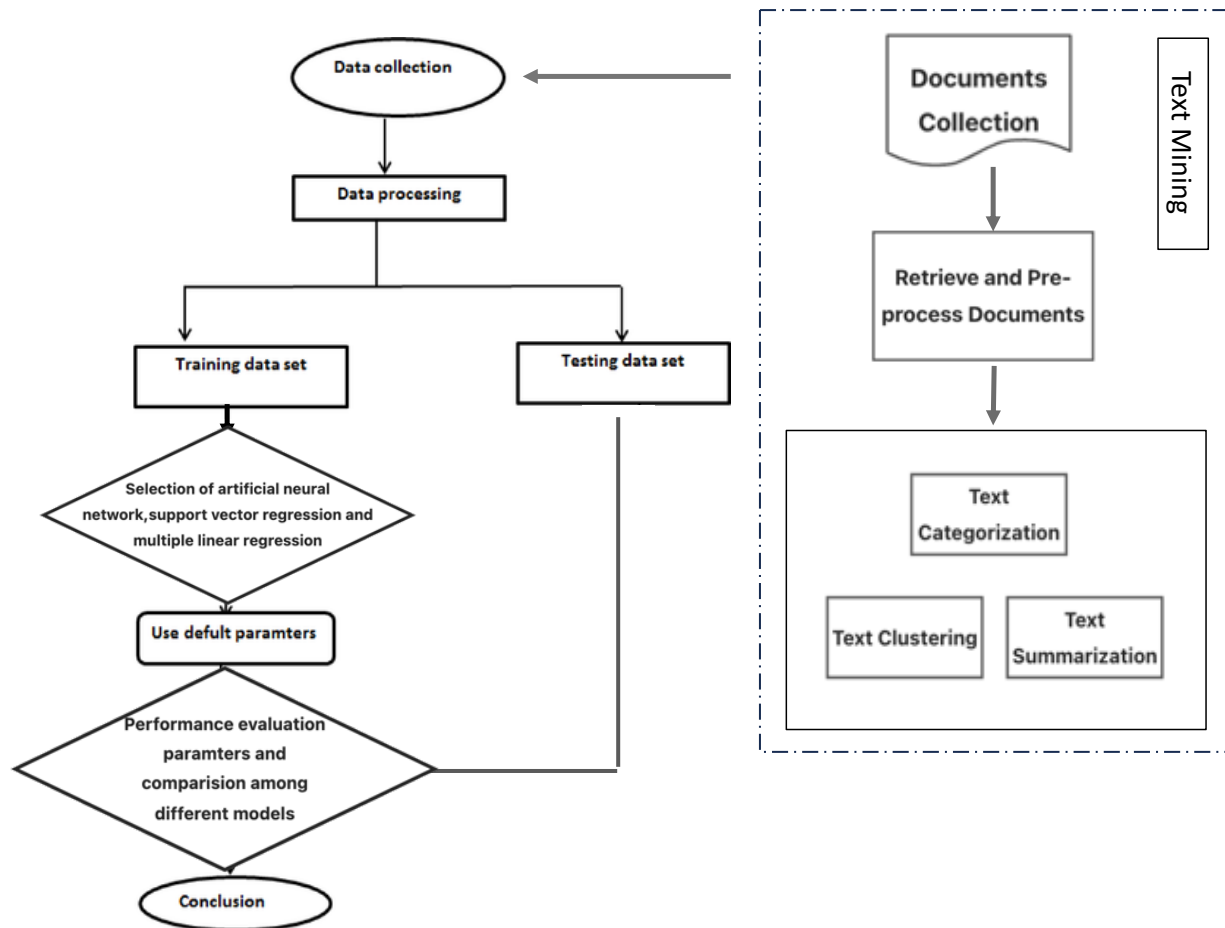 Data collection
Data processing
Training data set
Testing data set
Selection of artificial neural
network,support vector regression and
multiple linear regression
Use defult paramters
Performance evaluation
paramters and
comparision among
different models
Conclusion
Text Mining
Documents
Collection
Retrieve and Pre-
process Documents
Text
Categorization
Text Clustering
Text
Summarization